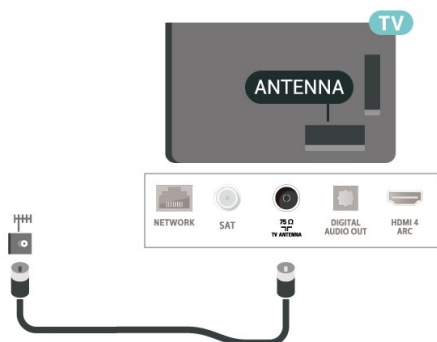 TV
ANTENNA
NETWORK
SAT
75 Ω
TV ANTENNA
DIGITAL
AUDIO OUT
HDMI 4
ARC